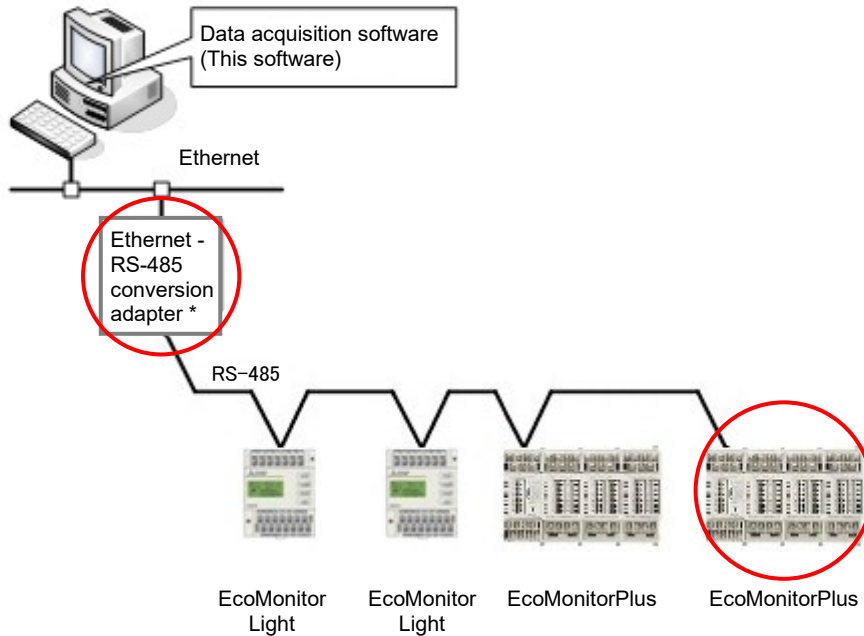 Data acquisition software
(This software)
Ethernet
Ethernet -
RS-485
conversion
adapter *
RS-485
EcoMonitor
Light
EcoMonitor
Light
EcoMonitorPlus
EcoMonitorPlus